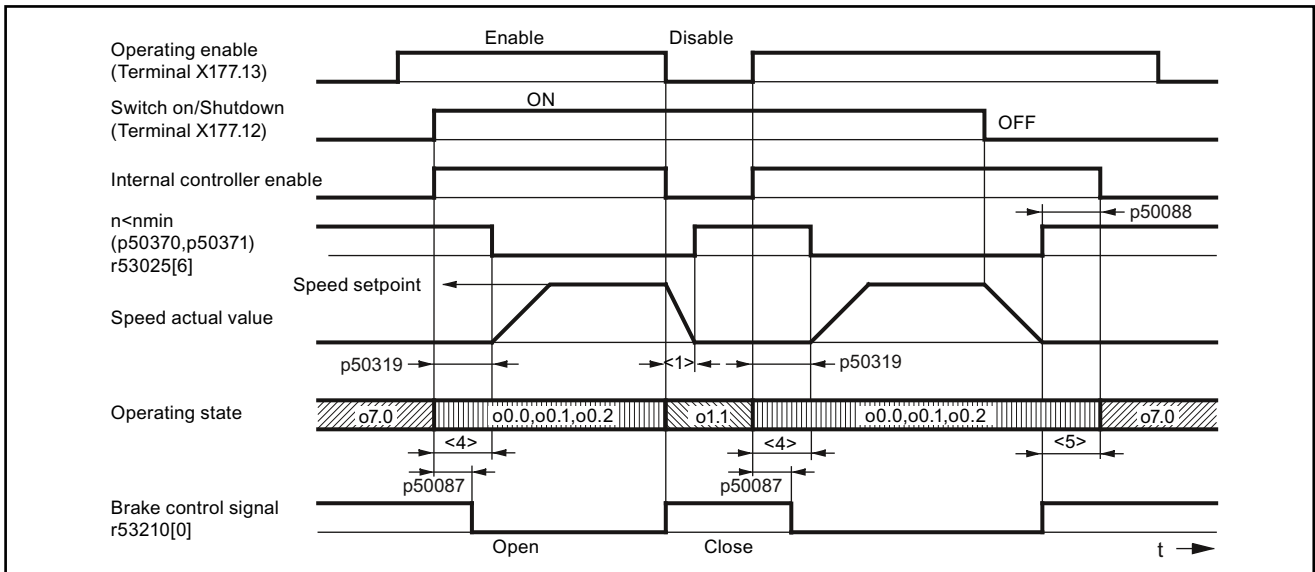 Operating enable
(Terminal X177.13)
Enable
Disable
Switch on/Shutdown
(Terminal X177.12)
ON
OFF
Internal controller enable
n<nmin
(p50370,p50371)
r53025[6]
p50088
Speed setpoint
Speed actual value
p50319
<1>
p50319
Operating state
o7.0
o0.0,o0.1,o0.2
o1.1
o0.0,o0.1,o0.2
o7.0
<4>
<4>
<5>
p50087
p50087
Brake control signal
r53210[0]
Open
Close
t